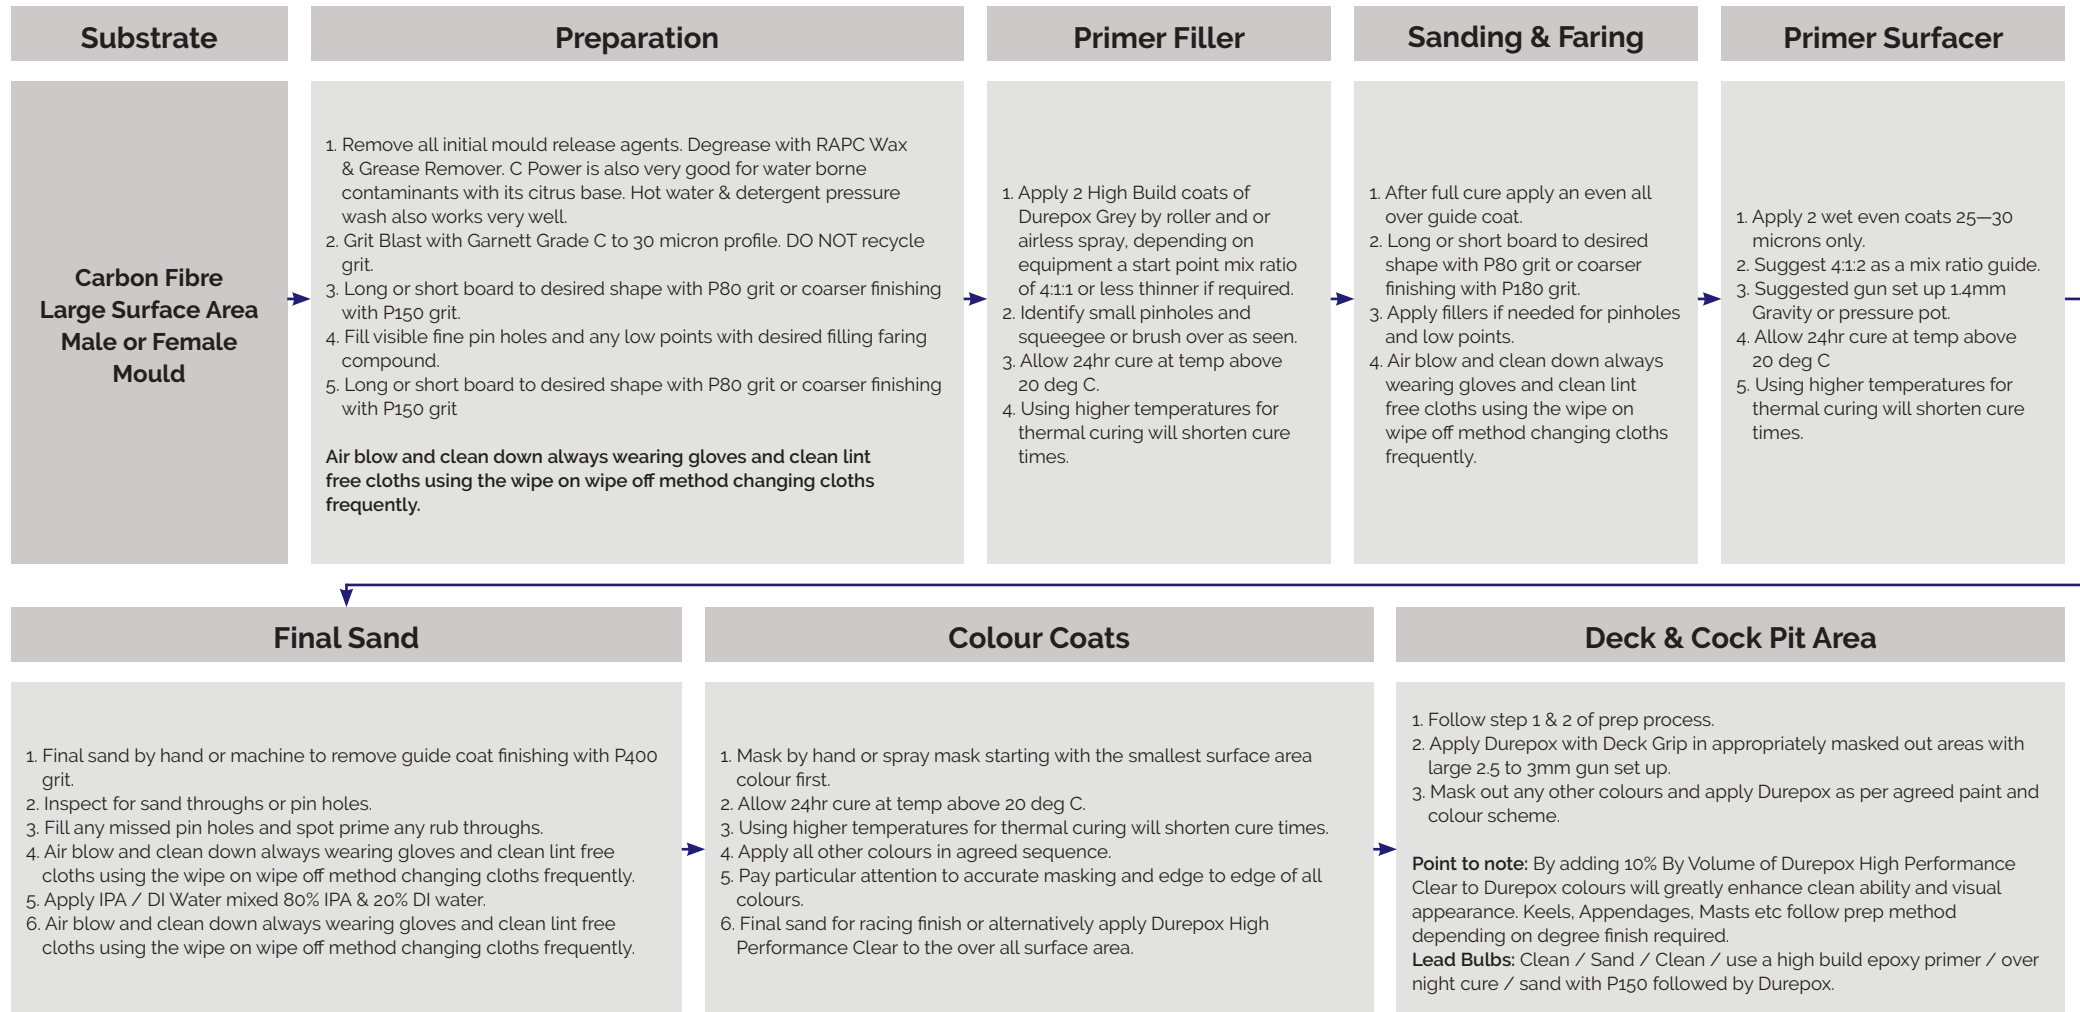 Substrate
Preparation
Primer Filler
Sanding & Faring
Primer Surfacer
Carbon Fibre
Large Surface Area
Male or Female
Mould
1. Remove all initial mould release agents. Degrease with RAPC Wax
& Grease Remover. C Power is also very good for water borne
contaminants with its citrus base. Hot water & detergent pressure
wash also works very well.
2. Grit Blast with Garnett Grade C to 30 micron profile. DO NOT recycle
grit.
3. Long or short board to desired shape with P80 grit or coarser finishing
with P150 grit.
4. Fill visible fine pin holes and any low points with desired filling faring
compound.
5. Long or short board to desired shape with P80 grit or coarser finishing
with P150 grit
Air blow and clean down always wearing gloves and clean lint
free cloths using the wipe on wipe off method changing cloths
frequently.
1. Apply 2 High Build coats of
Durepox Grey by roller and or
airless spray, depending on
equipment a start point mix ratio
of 4:1:1 or less thinner if required.
2. Identify small pinholes and
squeegee or brush over as seen.
3. Allow 24hr cure at temp above
20 deg C.
4. Using higher temperatures for
thermal curing will shorten cure
times.
1. After full cure apply an even all
over guide coat.
2. Long or short board to desired
shape with P80 grit or coarser
finishing with P180 grit.
3. Apply fillers if needed for pinholes
and low points.
4. Air blow and clean down always
wearing gloves and clean lint
free cloths using the wipe on
wipe off method changing cloths
frequently.
1. Apply 2 wet even coats 25—30
microns only.
2. Suggest 4:1:2 as a mix ratio guide.
3. Suggested gun set up 1.4mm
Gravity or pressure pot.
4. Allow 24hr cure at temp above
20 deg C
5. Using higher temperatures for
thermal curing will shorten cure
times.
Final Sand
Colour Coats
Deck & Cock Pit Area
1. Final sand by hand or machine to remove guide coat finishing with P400
grit.
2. Inspect for sand throughs or pin holes.
3. Fill any missed pin holes and spot prime any rub throughs.
4. Air blow and clean down always wearing gloves and clean lint free
cloths using the wipe on wipe off method changing cloths frequently.
5. Apply IPA / DI Water mixed 80% IPA & 20% DI water.
6. Air blow and clean down always wearing gloves and clean lint free
cloths using the wipe on wipe off method changing cloths frequently.
1. Mask by hand or spray mask starting with the smallest surface area
colour first.
2. Allow 24hr cure at temp above 20 deg C.
3. Using higher temperatures for thermal curing will shorten cure times.
4. Apply all other colours in agreed sequence.
5. Pay particular attention to accurate masking and edge to edge of all
colours.
6. Final sand for racing finish or alternatively apply Durepox High
Performance Clear to the over all surface area.
1. Follow step 1 & 2 of prep process.
2. Apply Durepox with Deck Grip in appropriately masked out areas with
large 2.5 to 3mm gun set up.
3. Mask out any other colours and apply Durepox as per agreed paint and
colour scheme.
Point to note: By adding 10% By Volume of Durepox High Performance
Clear to Durepox colours will greatly enhance clean ability and visual
appearance. Keels, Appendages, Masts etc follow prep method
depending on degree finish required.
Lead Bulbs: Clean / Sand / Clean / use a high build epoxy primer / over
night cure / sand with P150 followed by Durepox.